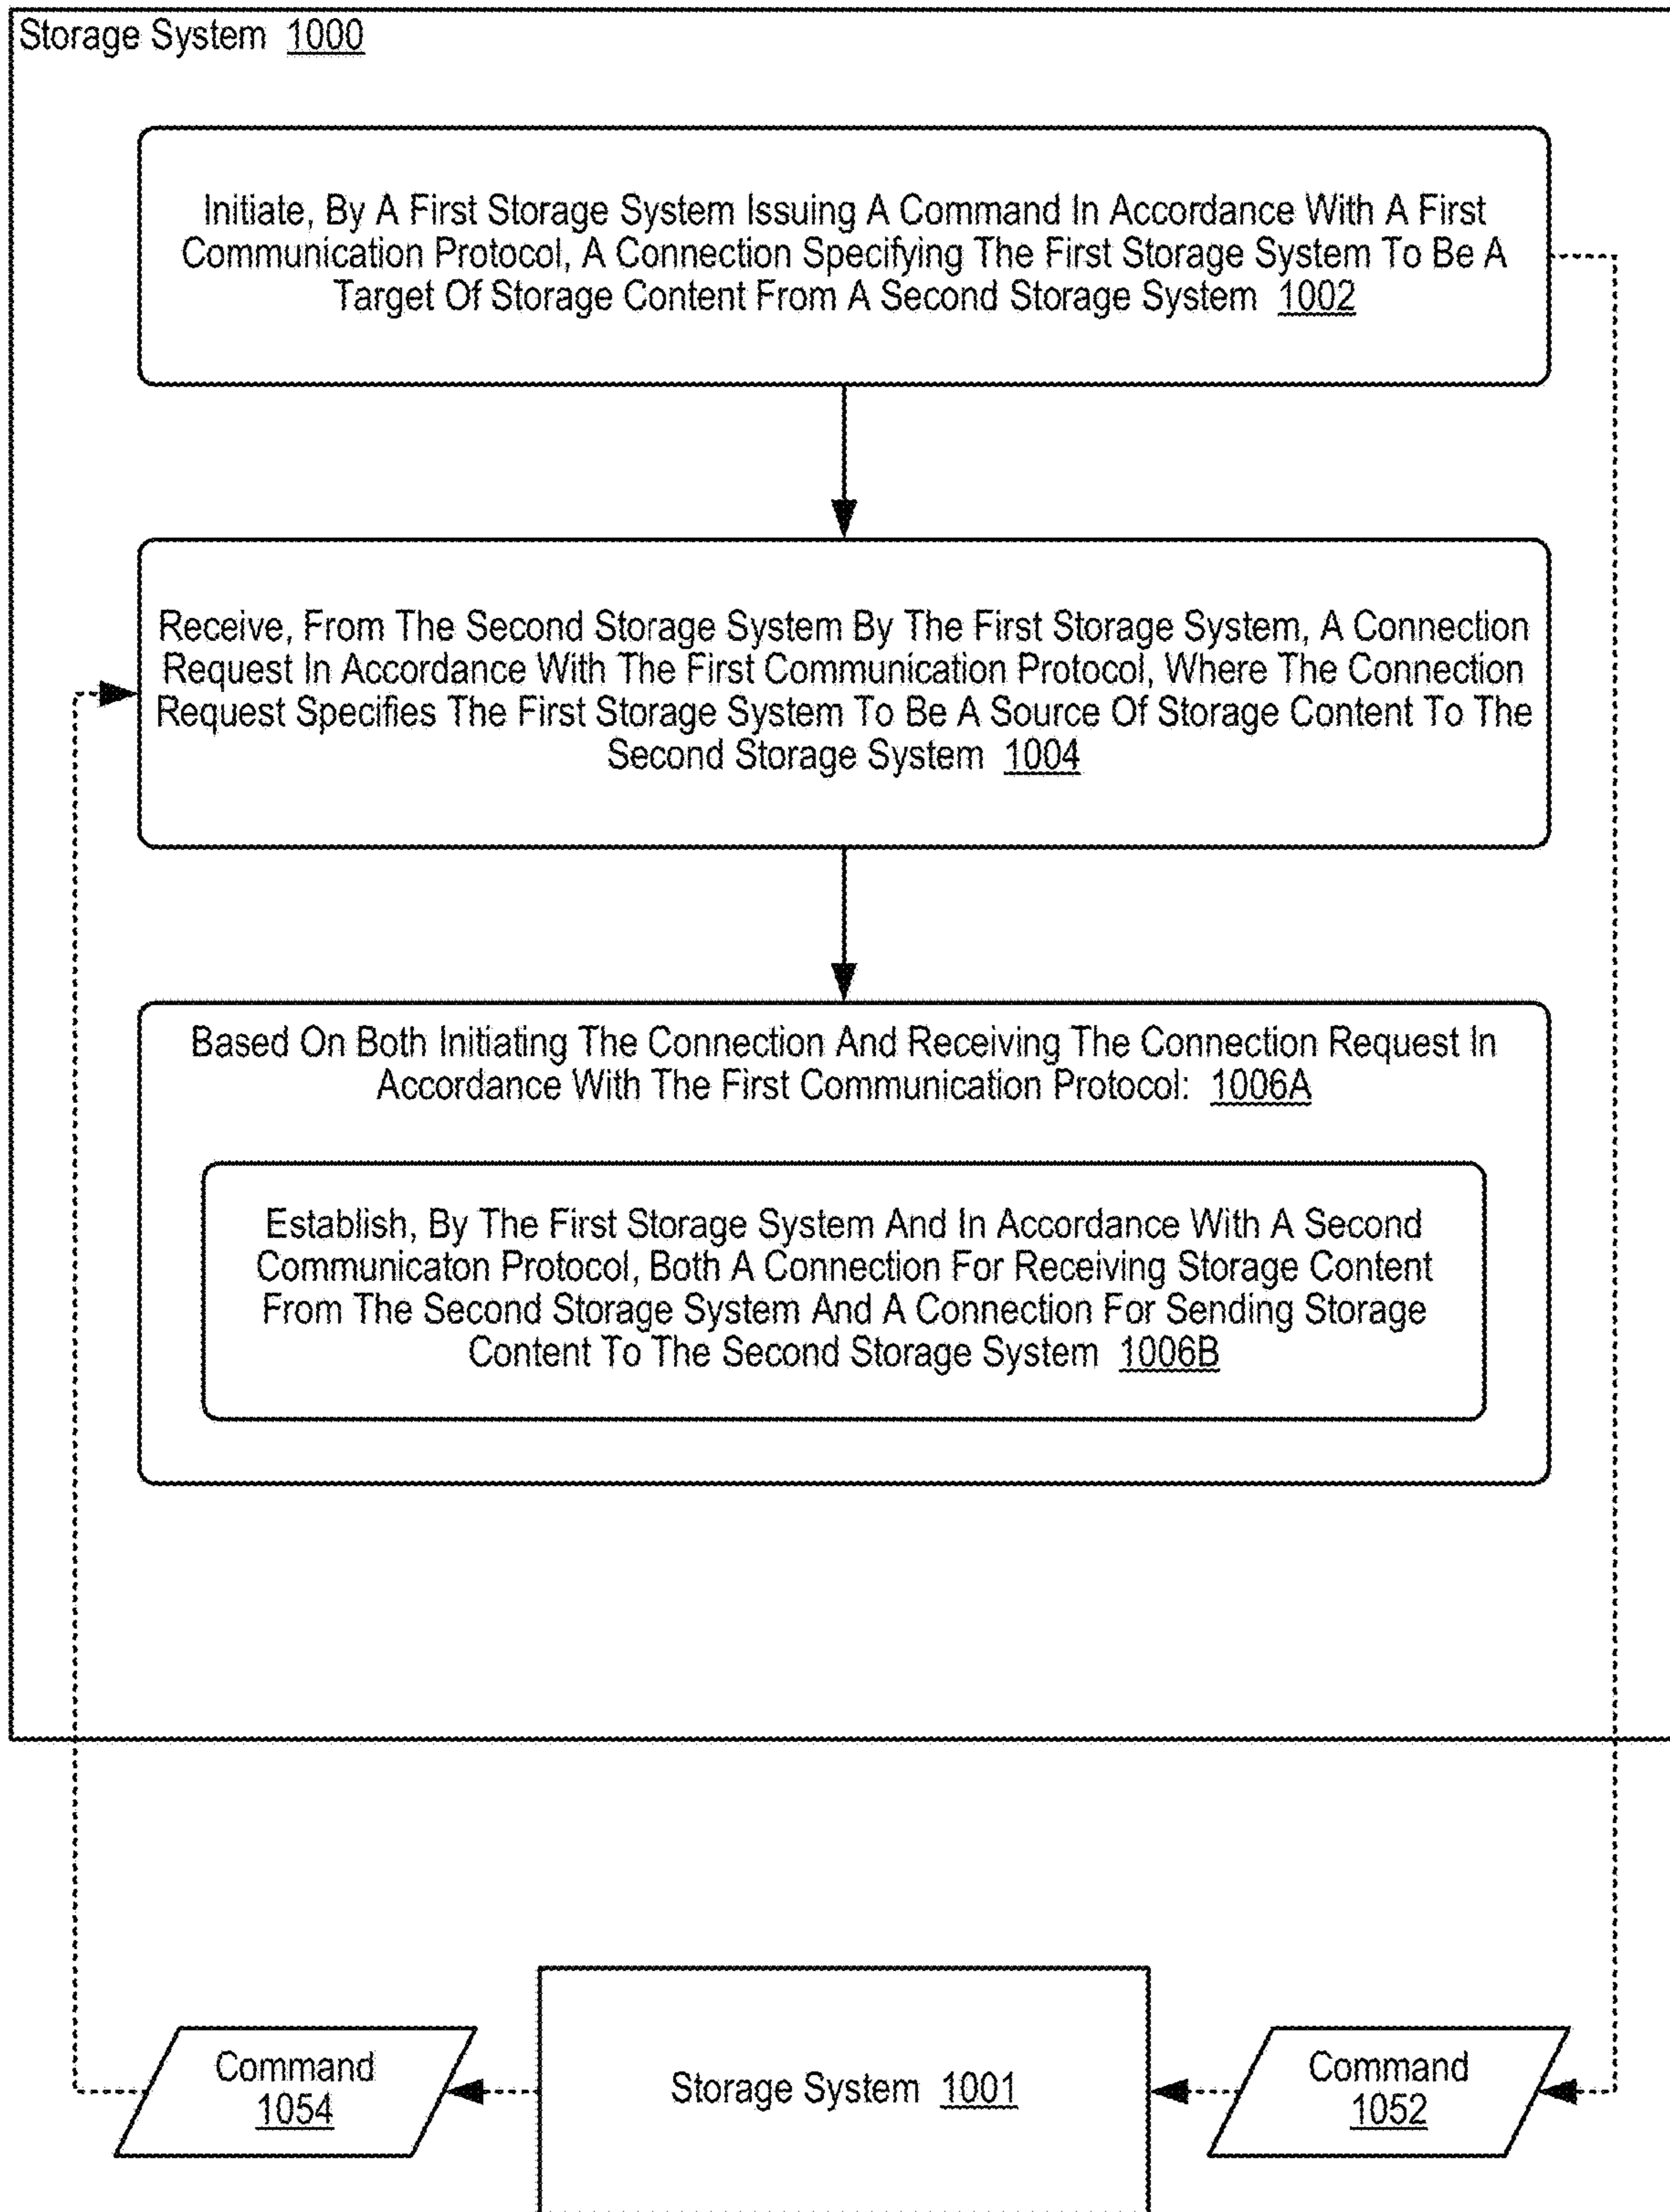 Storage System 1000
Initiate, By A First Storage System Issuing A Command In Accordance With A First
Communication Protocol, A Connection Specifying The First Storage System To Be A
Target Of Storage Content From A Second Storage System 1002
Receive, From The Second Storage System By The First Storage System, A Connection
Request In Accordance With The First Communication Protocol, Where The Connection
Request Specifies The First Storage System To Be A Source Of Storage Content To The
Second Storage System 1004
Based On Both Initiating The Connection And Receiving The Connection Request In
Accordance With The First Communication Protocol: 1006A
Establish, By The First Storage System And In Accordance With A Second
Communicaton Protocol, Both A Connection For Receiving Storage Content
From The Second Storage System And A Connection For Sending Storage
Content To The Second Storage System 1006B
Command
1054
Storage System 1001
Command
1052